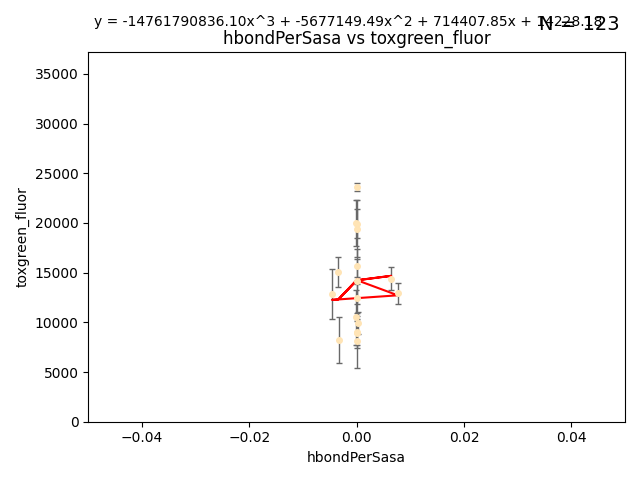 y = -14761790836.10x^3 + -5677149.49x^2 + 714407.85x + 14223.18
N = 123
hbondPerSasa vs toxgreen_fluor
35000
30000
25000
20000
15000
10000
5000
0
toxgreen_fluor
−0.04 −0.02 0.00 0.02 0.04
hbondPerSasa